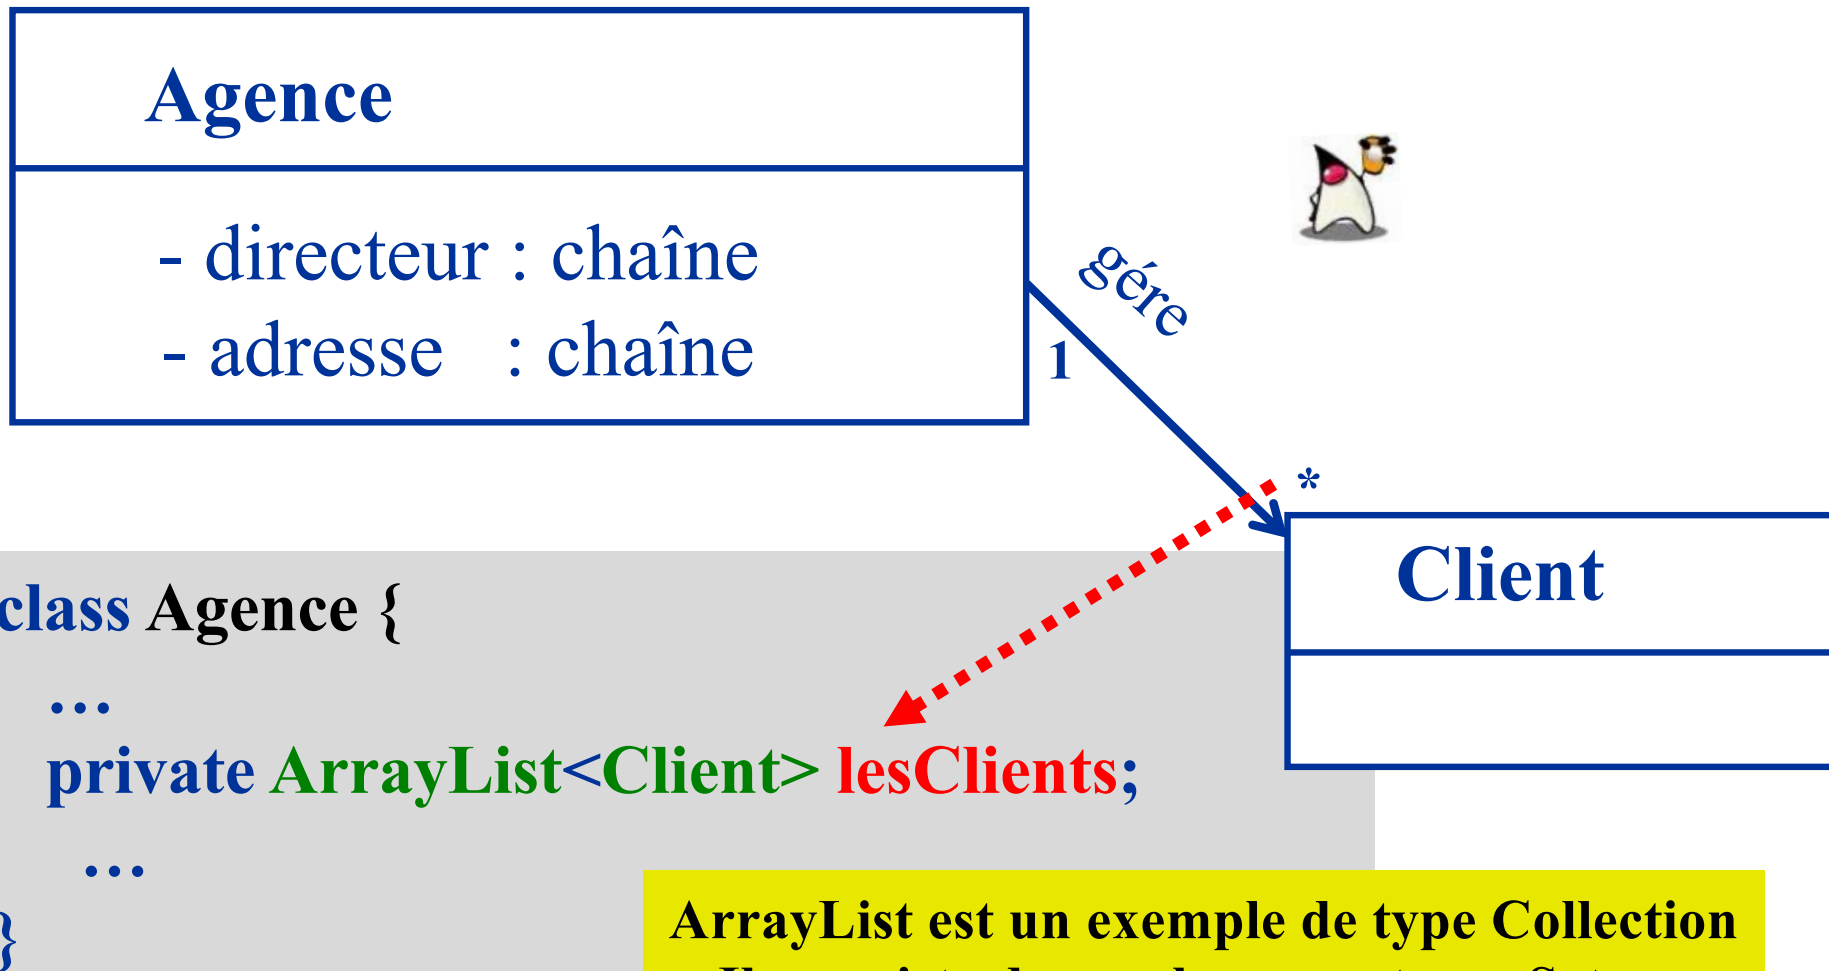 Agence
- directeur : chaîne
- adresse : chaîne
gére
1
*
Client
class Agence {
...
private ArrayList<Client> lesClients;
...
}
ArrayList est un exemple de type Collection